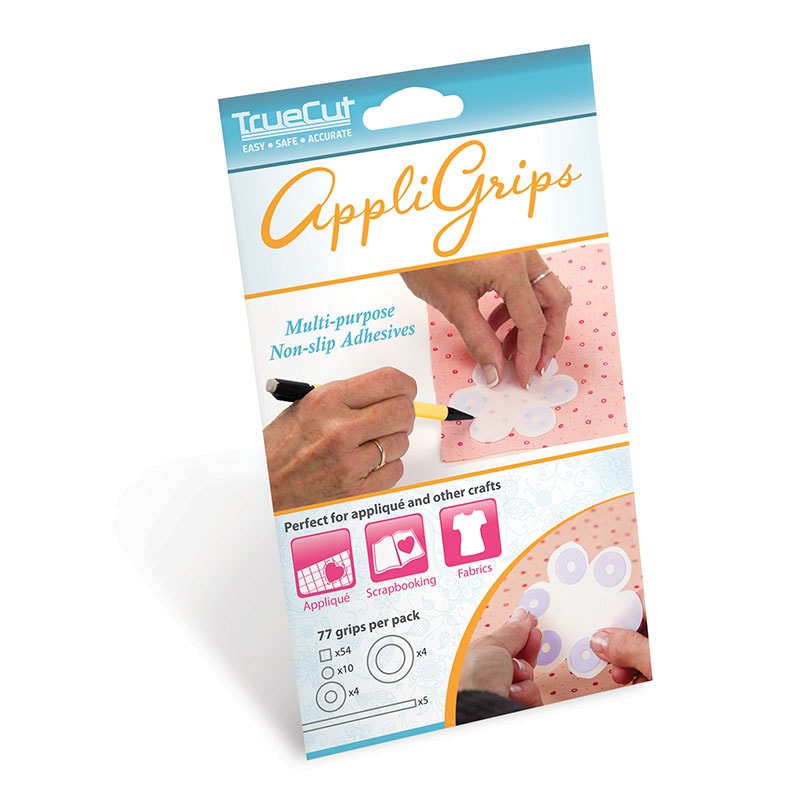 TrueCut
EASY • SAFE • ACCURATE
AppliGrips
Multi-purpose
Non-slip Adhesives
Perfect for appliqué and other crafts
Appliqué
Scrapbooking
Fabrics
77 grips per pack
x54
x10
x4
x4
x5